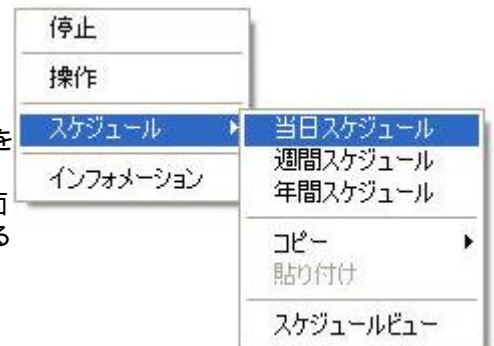 停止
操作
スケジュール
インフォメーション
を
面
る
当日スケジュール
週間スケジュール
年間スケジュール
コピー
貼り付け
スケジュールビュー